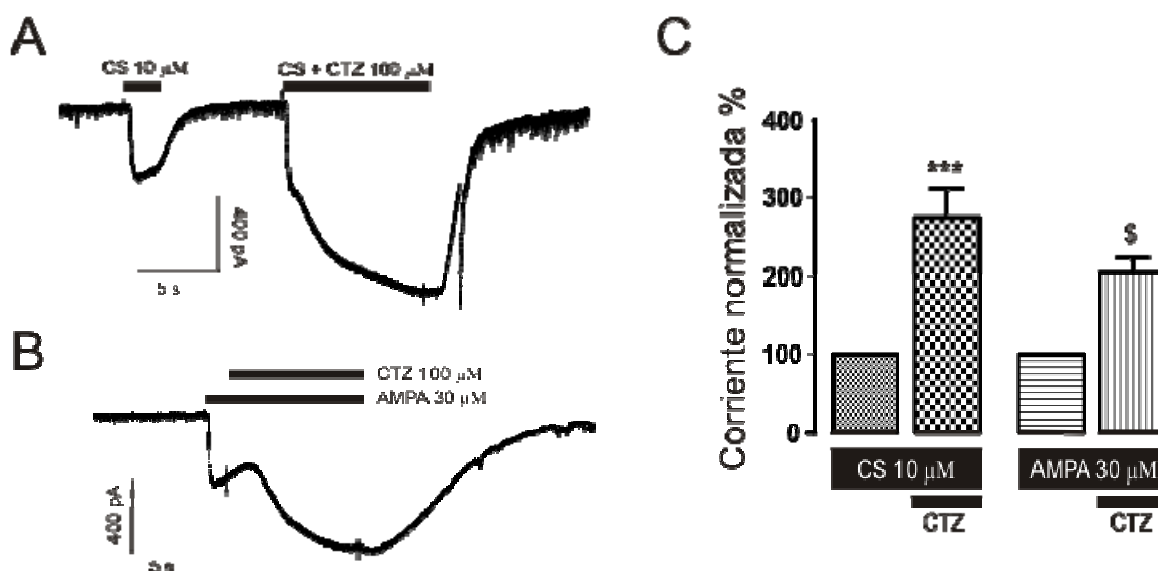 A
CS 10 μM
CS + CTZ 100 μM
400 pA
5 s
B
CTZ 100 μM
AMPA 30 μM
400 pA
5 s
C
Corriente normalizada %
400
300
200
100
0
***
$
CS 10 μM
AMPA 30 μM
CTZ
CTZ